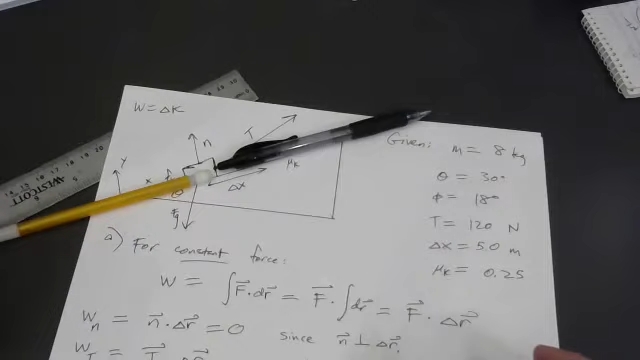 W = ΔK
T
n
y
μk
x
Δx
θ
Given: m = 8 kg
θ = 30°
Φ = 18°
T = 120 N
Δx = 5.0 m
μk = 0.25
a) For constant force:
W = ∫F⃗·dr⃗ = F⃗·∫dr⃗ = F⃗·Δr⃗
Wn = n⃗·Δr⃗ = 0 since n⃗ ⊥ Δr⃗.
WT = T⃗
WESTCOTT